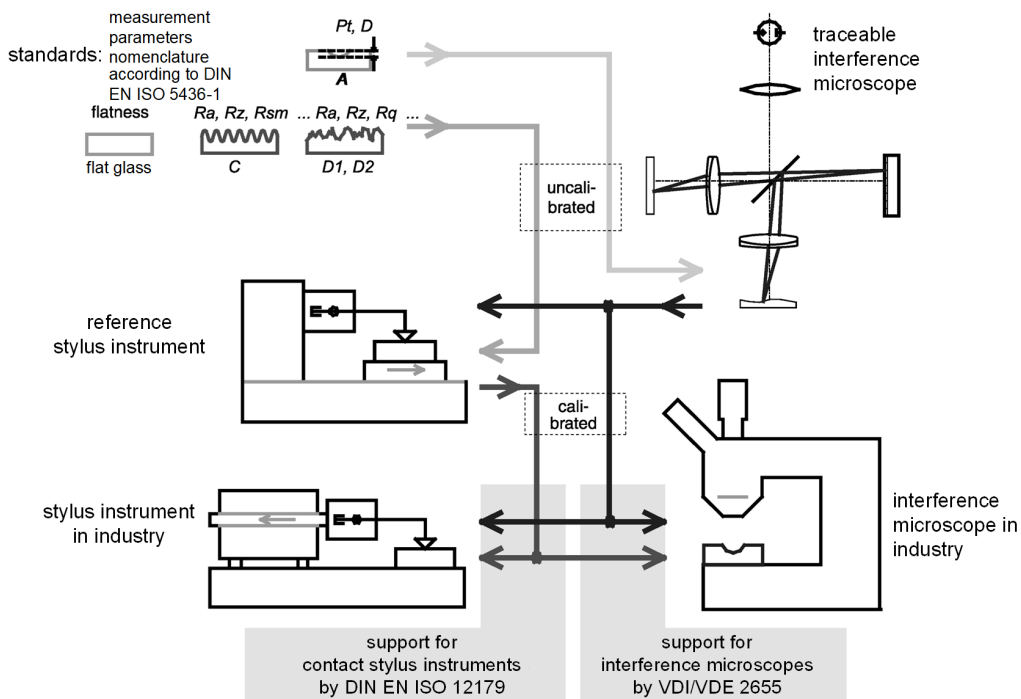 standards:
measurement
parameters
nomenclature
according to DIN
EN ISO 5436-1
Pt, D
A
flatness
Ra, Rz, Rsm ... Ra, Rz, Rq ...
flat glass
C
D1, D2
traceable
interference
microscope
uncali-
brated
reference
stylus instrument
cali-
brated
stylus instrument
in industry
interference
microscope in
industry
support for
contact stylus instruments
by DIN EN ISO 12179
support for
interference microscopes
by VDI/VDE 2655